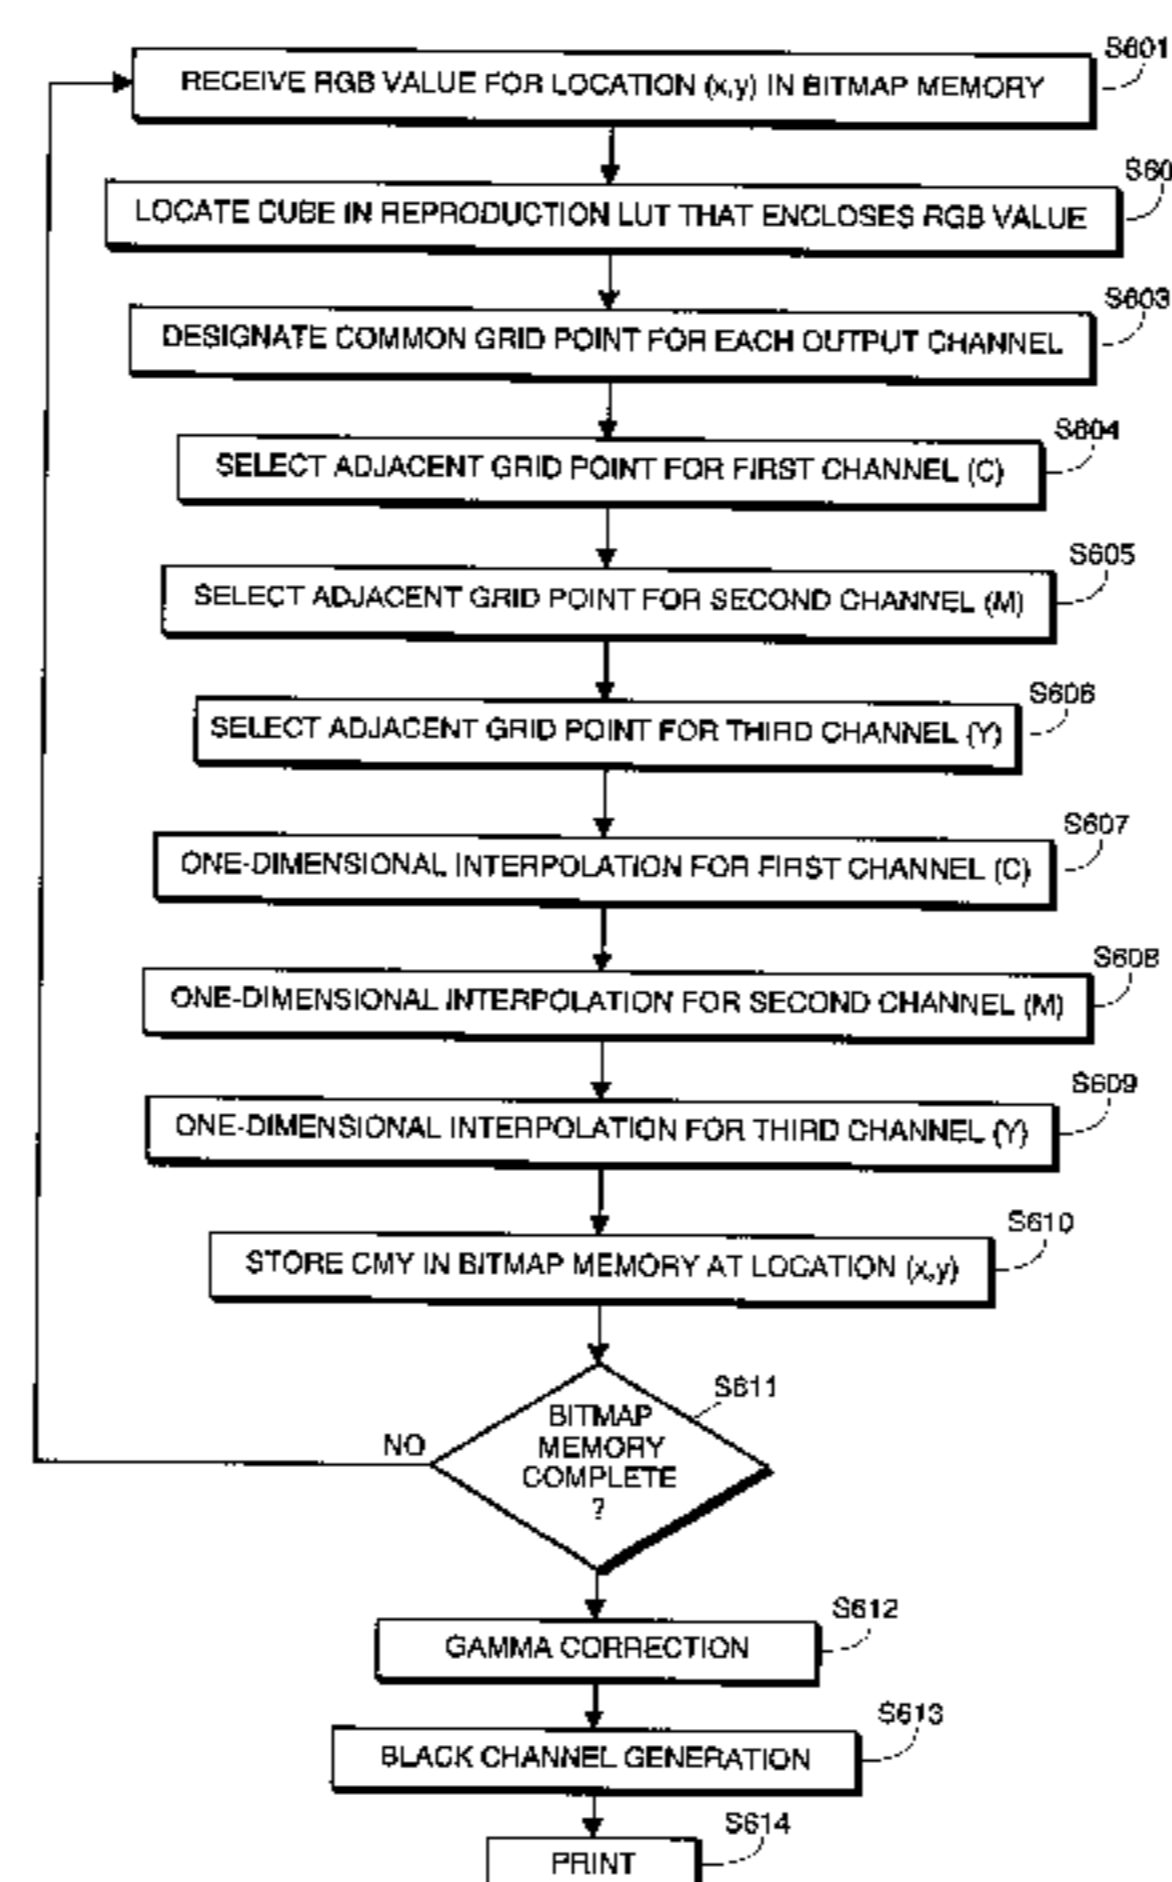 S601
RECEIVE RGB VALUE FOR LOCATION (x,y) IN BITMAP MEMORY
S60
LOCATE CUBE IN REPRODUCTION LUT THAT ENCLOSES RGB VALUE
S603
DESIGNATE COMMON GRID POINT FOR EACH OUTPUT CHANNEL
S604
SELECT ADJACENT GRID POINT FOR FIRST CHANNEL (C)
S605
SELECT ADJACENT GRID POINT FOR SECOND CHANNEL (M)
S606
SELECT ADJACENT GRID POINT FOR THIRD CHANNEL (Y)
S607
ONE-DIMENSIONAL INTERPOLATION FOR FIRST CHANNEL (C)
S608
ONE-DIMENSIONAL INTERPOLATION FOR SECOND CHANNEL (M)
S609
ONE-DIMENSIONAL INTERPOLATION FOR THIRD CHANNEL (Y)
S610
STORE CMY IN BITMAP MEMORY AT LOCATION (x,y)
S611
BITMAP
MEMORY
COMPLETE
?
NO
S612
GAMMA CORRECTION
S613
BLACK CHANNEL GENERATION
S614
PRINT